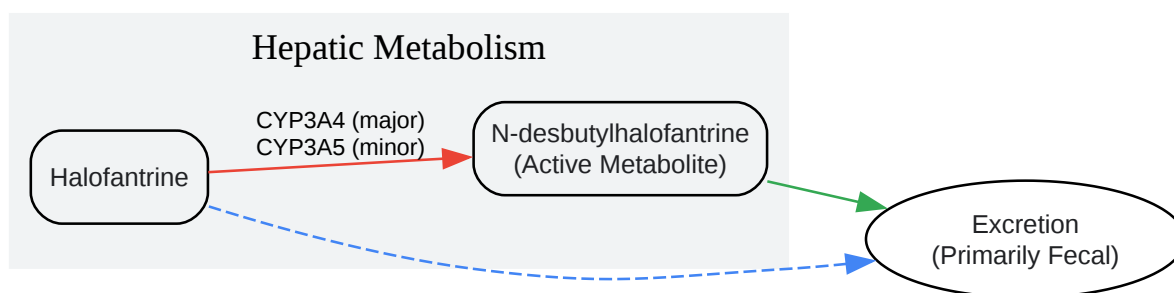 Hepatic Metabolism
CYP3A4 (major)
CYP3A5 (minor)
Halofantrine
N-desbutylhalofantrine
(Active Metabolite)
Excretion
(Primarily Fecal)